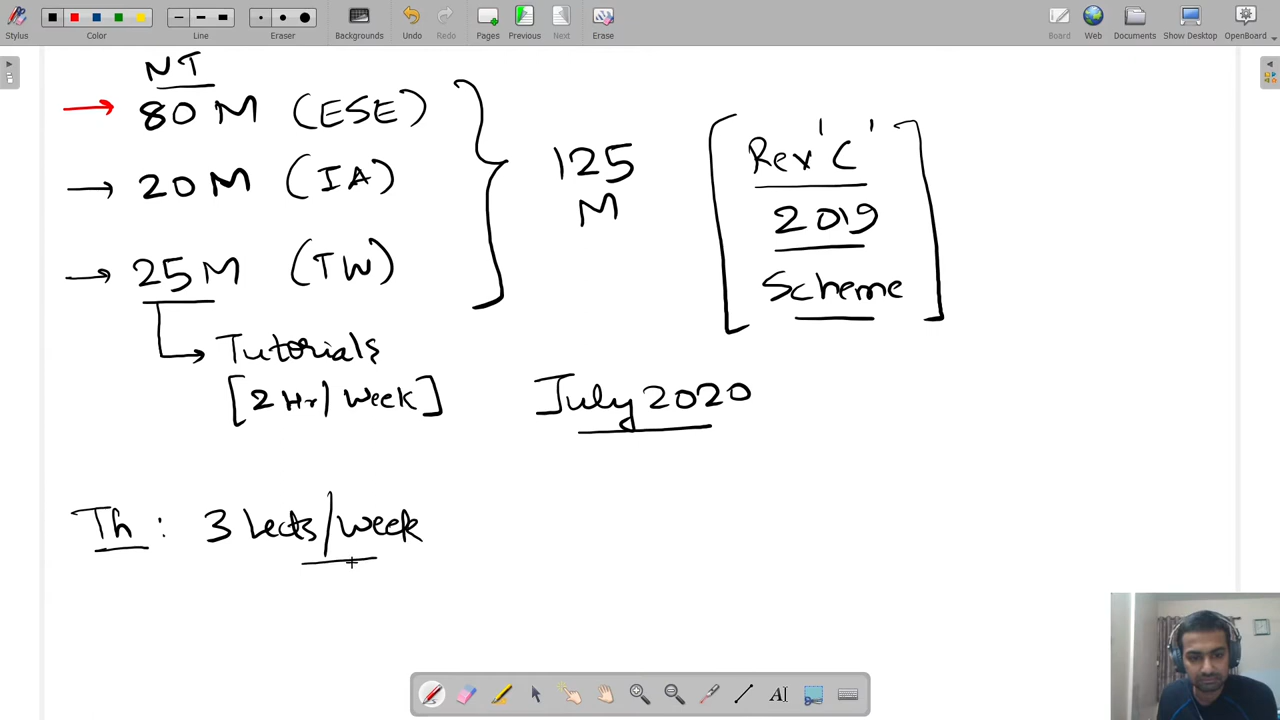 Stylus Color Line Eraser Backgrounds Undo Redo Pages Previous Next Erase Board Web Documents Show Desktop OpenBoard
NT
→ 80 M (ESE)
→ 20 M (IA)
→ 25 M (TW)
125
M
Rev 'C'
2019
Scheme
Tutorials
[2 Hr/Week]
July 2020
Th : 3 Lects/week